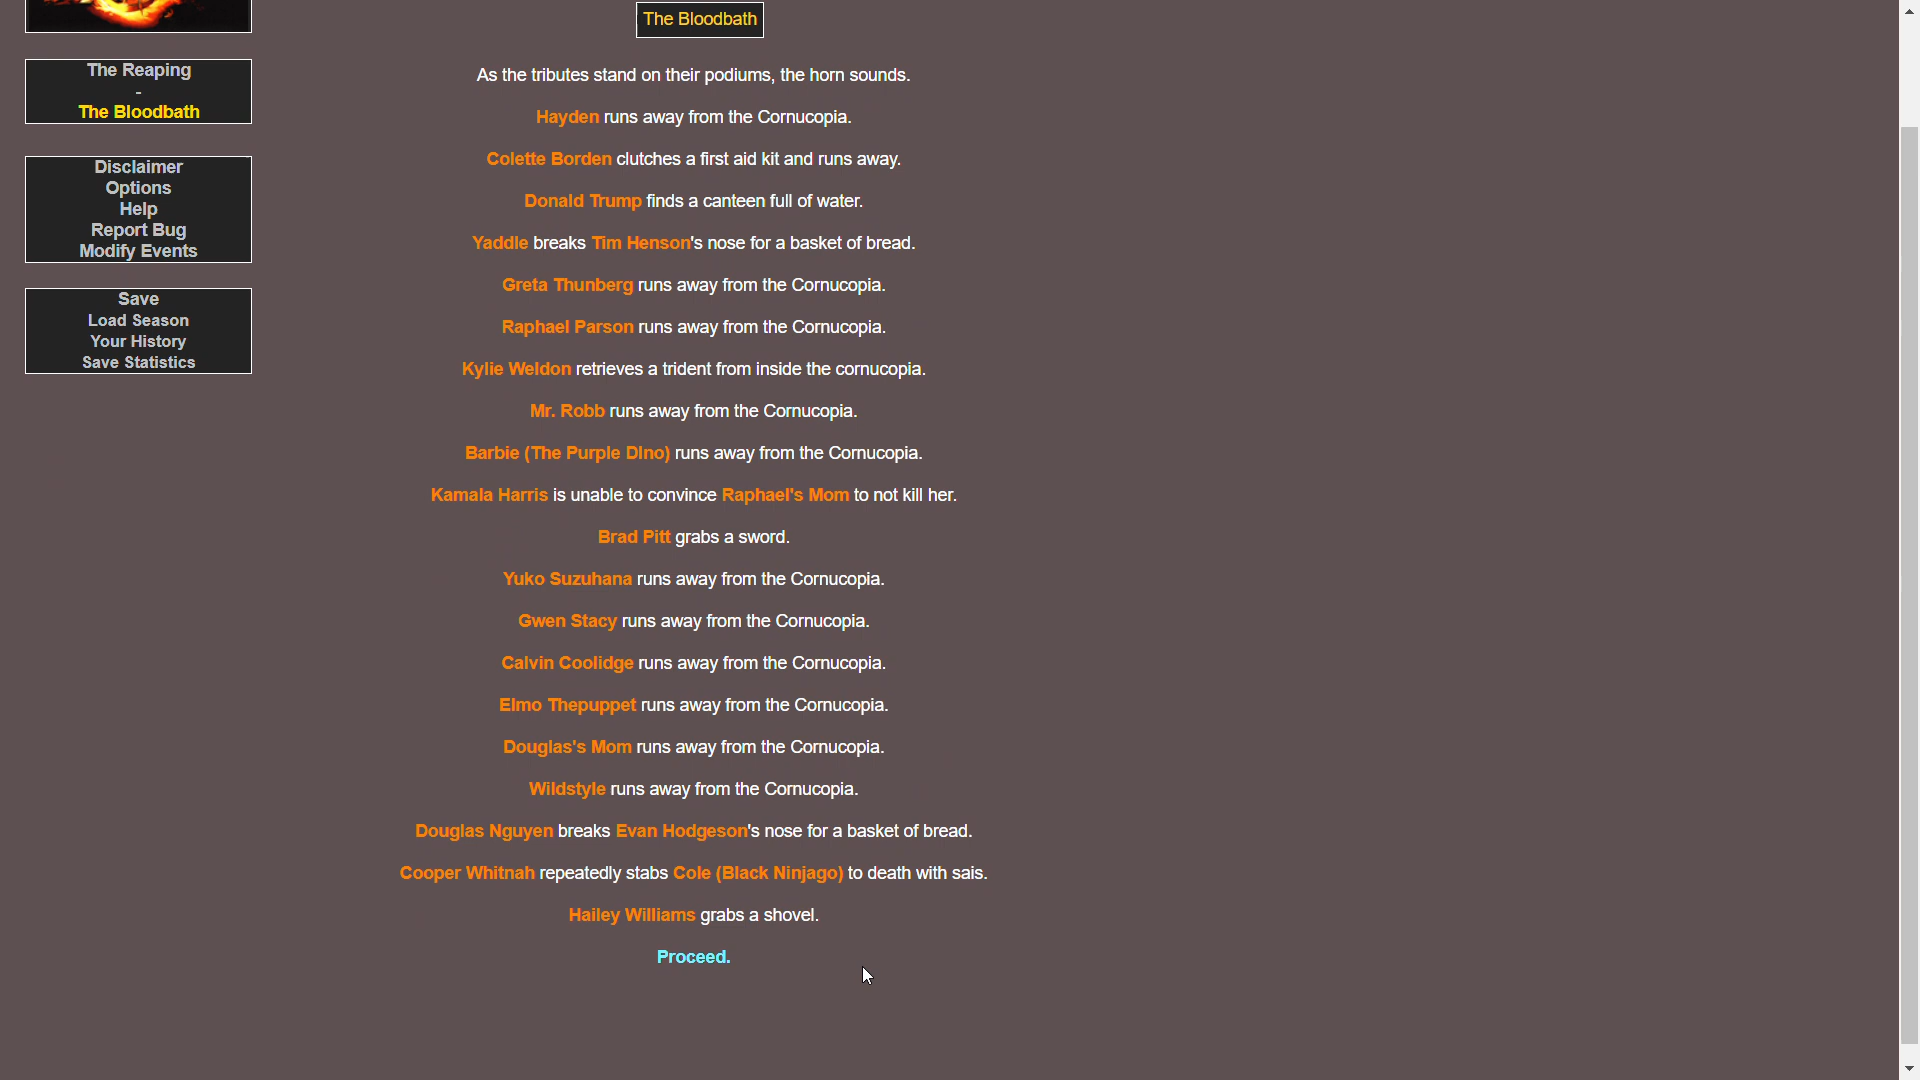 The Bloodbath
The Reaping
-
The Bloodbath
Disclaimer
Options
Help
Report Bug
Modify Events
Save
Load Season
Your History
Save Statistics
As the tributes stand on their podiums, the horn sounds.
Hayden runs away from the Cornucopia.
Colette Borden clutches a first aid kit and runs away.
Donald Trump finds a canteen full of water.
Yaddle breaks Tim Henson's nose for a basket of bread.
Greta Thunberg runs away from the Cornucopia.
Raphael Parson runs away from the Cornucopia.
Kylie Weldon retrieves a trident from inside the cornucopia.
Mr. Robb runs away from the Cornucopia.
Barbie (The Purple DIno) runs away from the Cornucopia.
Kamala Harris is unable to convince Raphael's Mom to not kill her.
Brad Pitt grabs a sword.
Yuko Suzuhana runs away from the Cornucopia.
Gwen Stacy runs away from the Cornucopia.
Calvin Coolidge runs away from the Cornucopia.
Elmo Thepuppet runs away from the Cornucopia.
Douglas's Mom runs away from the Cornucopia.
Wildstyle runs away from the Cornucopia.
Douglas Nguyen breaks Evan Hodgeson's nose for a basket of bread.
Cooper Whitnah repeatedly stabs Cole (Black Ninjago) to death with sais.
Hailey Williams grabs a shovel.
Proceed.